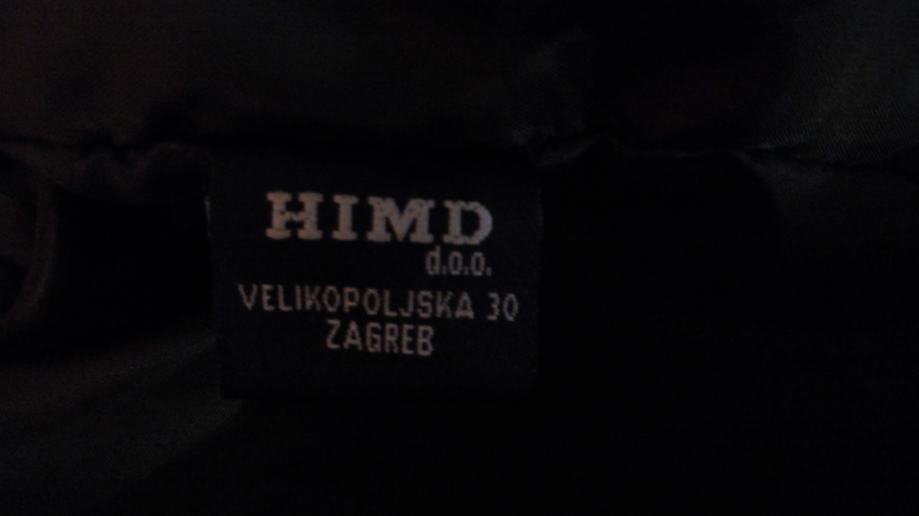 HIMD
d.o.o.
VELIKOPOLJSKA 30
ZAGREB